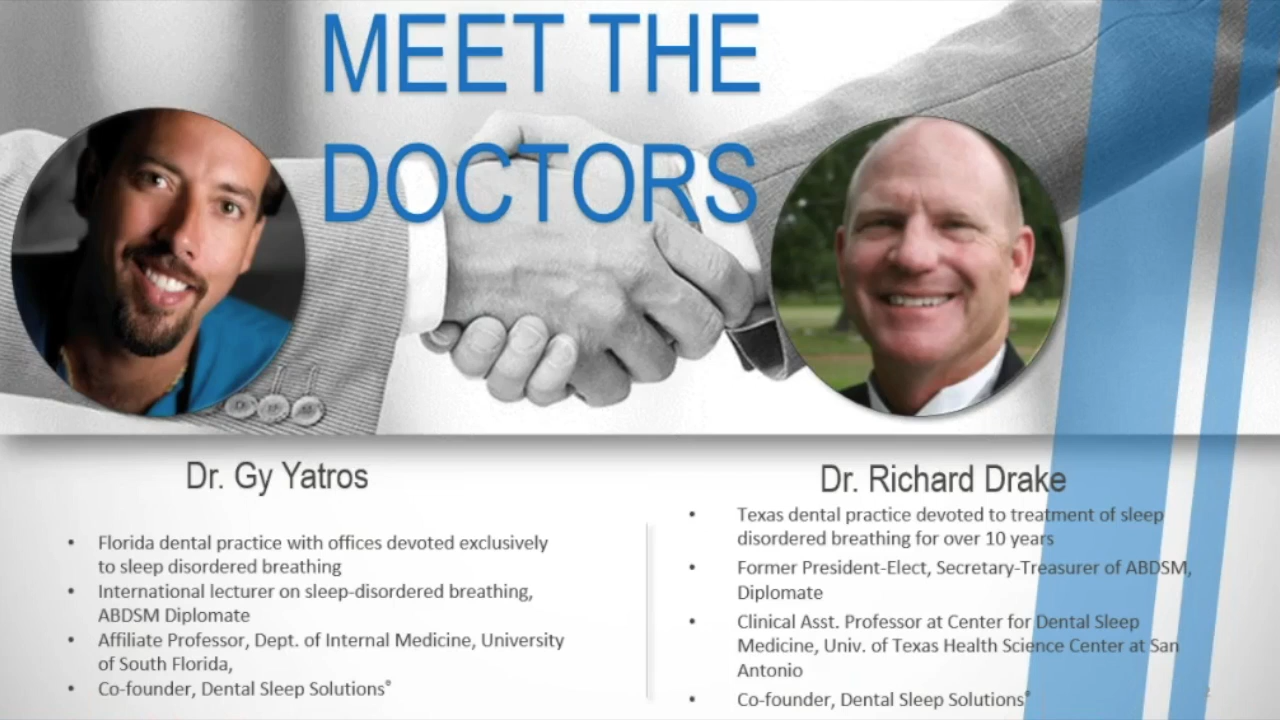 MEET THE
DOCTORS
Dr. Gy Yatros
• Florida dental practice with offices devoted exclusively
to sleep disordered breathing
• International lecturer on sleep-disordered breathing,
ABDSM Diplomate
• Affiliate Professor, Dept. of Internal Medicine, University
of South Florida,
• Co-founder, Dental Sleep Solutions®
Dr. Richard Drake
• Texas dental practice devoted to treatment of sleep
disordered breathing for over 10 years
• Former President-Elect, Secretary-Treasurer of ABDSM,
Diplomate
• Clinical Asst. Professor at Center for Dental Sleep
Medicine, Univ. of Texas Health Science Center at San
Antonio
• Co-founder, Dental Sleep Solutions®
2